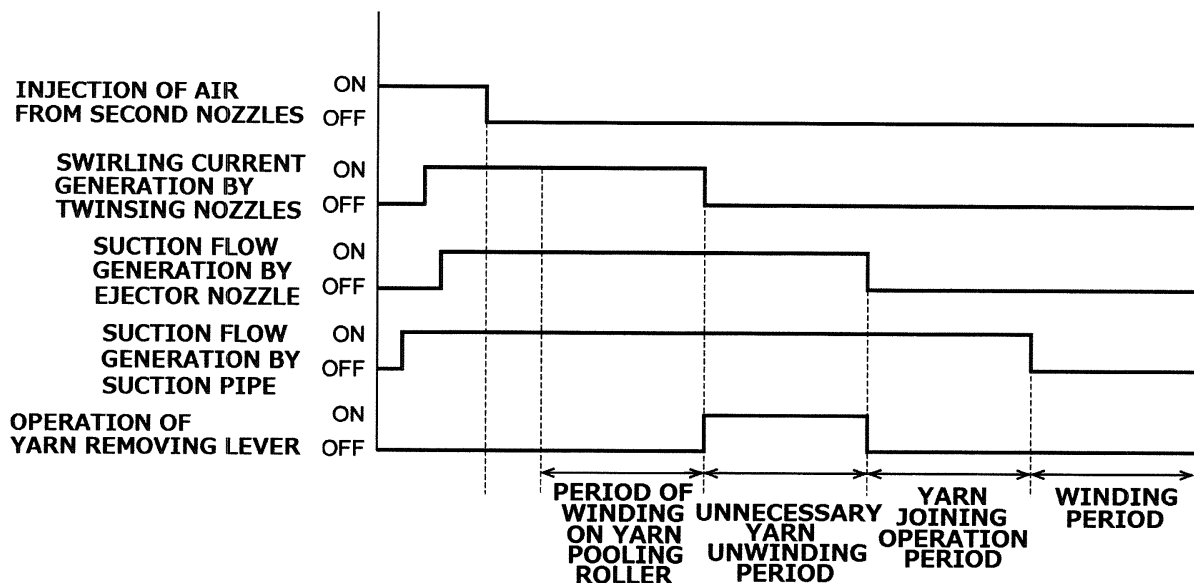 INJECTION OF AIR
FROM SECOND NOZZLES
ON
OFF
SWIRLING CURRENT
GENERATION BY
TWINSING NOZZLES
ON
OFF
SUCTION FLOW
GENERATION BY
EJECTOR NOZZLE
ON
OFF
SUCTION FLOW
GENERATION BY
SUCTION PIPE
ON
OFF
OPERATION OF
YARN REMOVING LEVER
ON
OFF
PERIOD OF
WINDING
ON YARN
POOLING
ROLLER
UNNECESSARY
YARN
UNWINDING
PERIOD
YARN
JOINING
OPERATION
PERIOD
WINDING
PERIOD